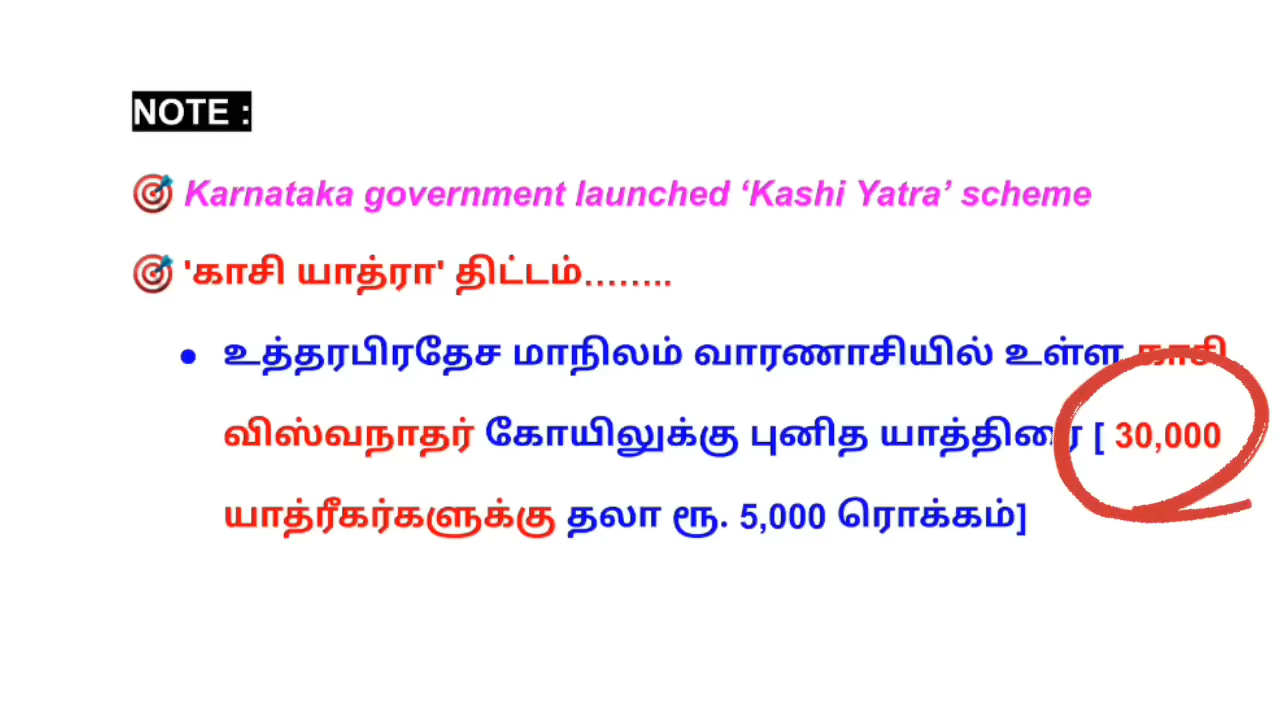 NOTE :
Karnataka government launched ‘Kashi Yatra’ scheme
'காசி யாத்ரா' திட்டம்........
உத்தரபிரதேச மாநிலம் வாரணாசியில் உள்ள காசி
விஸ்வநாதர் கோயிலுக்கு புனித யாத்திரை [ 30,000
யாத்ரீகர்களுக்கு தலா ரூ. 5,000 ரொக்கம்]